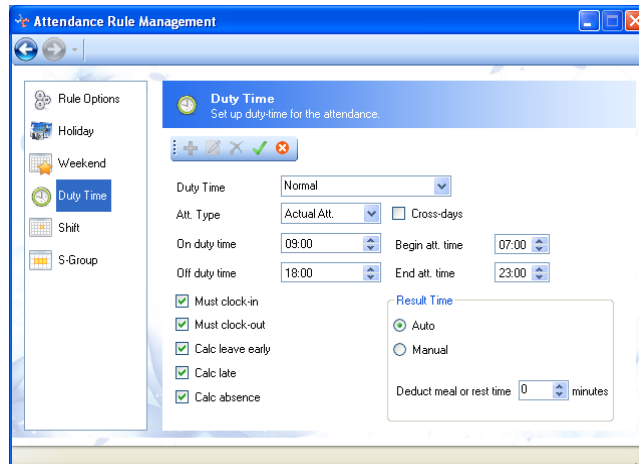 Attendance Rule Management
Rule Options
Holiday
Weekend
Duty Time
Shift
S-Group
Duty Time
Set up duty-time for the attendance.
Duty Time Normal
Att. Type Actual Att. Cross-days
On duty time 09:00 Begin att. time 07:00
Off duty time 18:00 End att. time 23:00
Must clock-in
Must clock-out
Calc leave early
Calc late
Calc absence
Result Time
Auto
Manual
Deduct meal or rest time 0 minutes